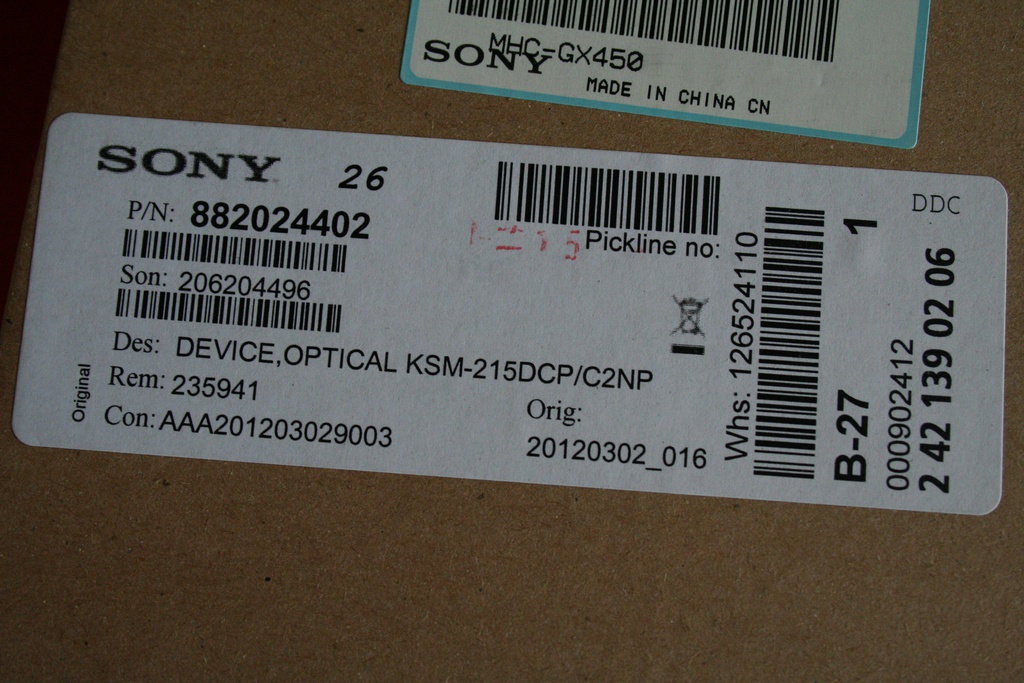 MHC-GX450
SONY
MADE IN CHINA CN
SONY 26
P/N: 882024402
Pickline no:
Son: 206204496
Des: DEVICE,OPTICAL KSM-215DCP/C2NP
Rem: 235941
Con: AAA201203029003
Orig:
20120302_016
Original
Whs: 126524110
B-27 1
000902412
2 42 139 02 06
DDC